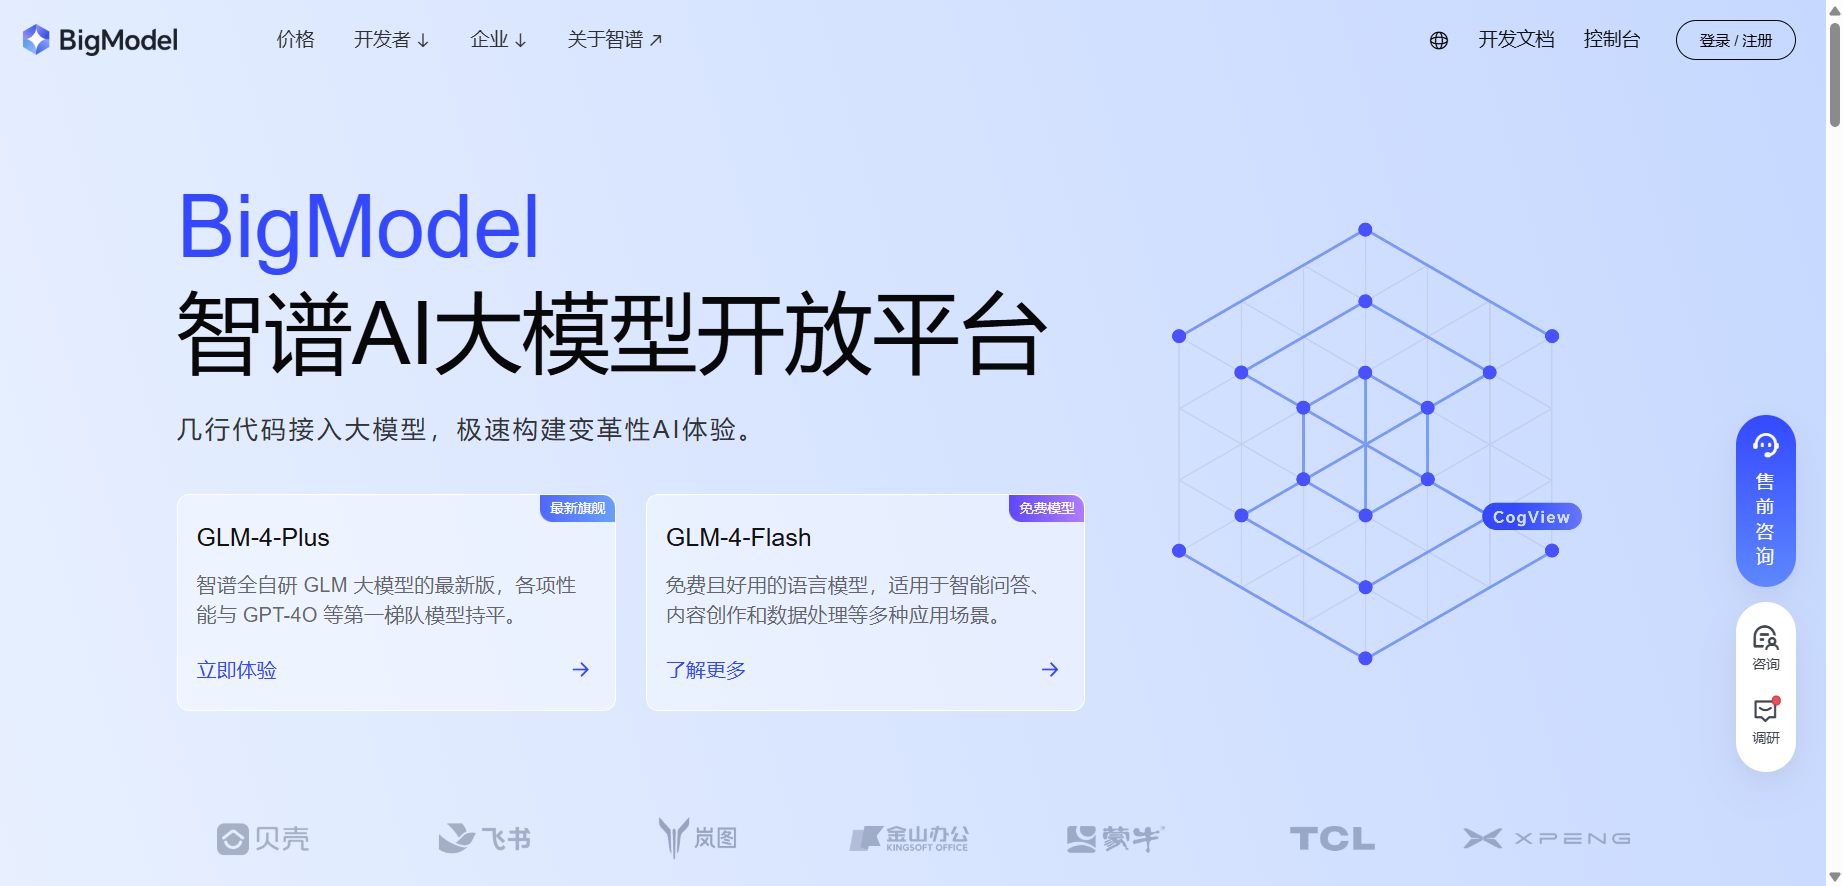 BigModel
价格
开发者
企业
关于智谱
开发文档
控制台
登录 / 注册
BigModel
智谱AI大模型开放平台
几行代码接入大模型，极速构建变革性AI体验。
最新旗舰
GLM-4-Plus
智谱全自研 GLM 大模型的最新版，各项性
能与 GPT-4O 等第一梯队模型持平。
立即体验
免费模型
GLM-4-Flash
免费且好用的语言模型，适用于智能问答、
内容创作和数据处理等多种应用场景。
了解更多
CogView
售
前
咨
询
咨询
调研
贝壳
飞书
岚图
金山办公
KINGSOFT OFFICE
蒙牛
TCL
XPENG